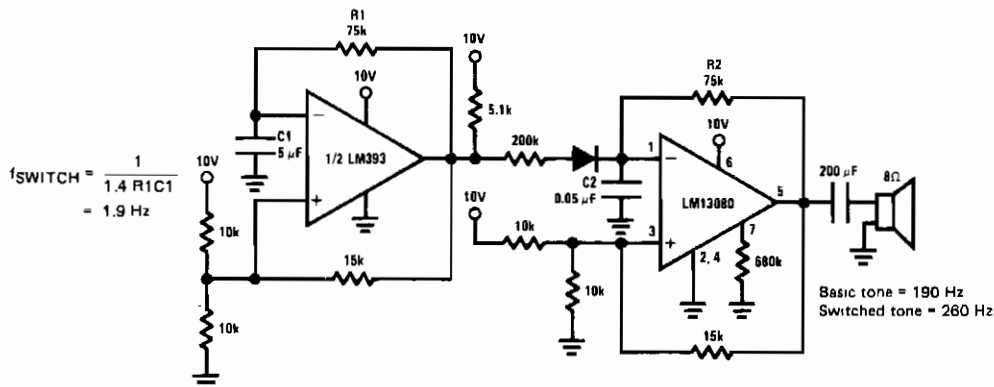 R1
75k
10V
10V
C1
5 µF
1/2 LM393
−
+
5.1k
200k
fSWITCH = 1 / 1.4 R1C1
= 1.9 Hz
10V
10k
10k
15k
R2
75k
10V
1
−
6
C2
0.05 µF
LM13080
5
200 µF
8Ω
10V
10k
3
+
7
2, 4
680k
10k
15k
Basic tone = 190 Hz
Switched tone = 260 Hz